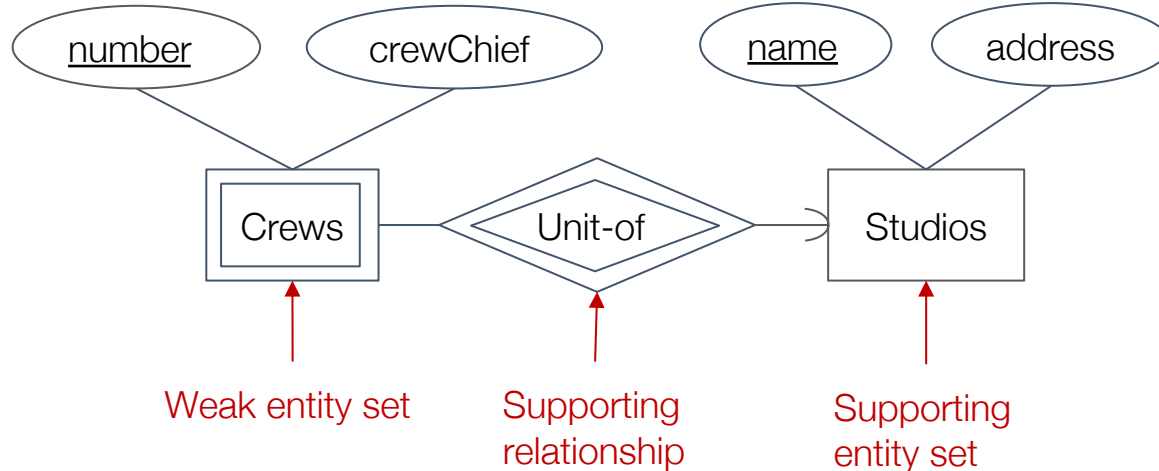 number
crewChief
name
address
Crews
Unit-of
Studios
Weak entity set
Supporting
relationship
Supporting
entity set